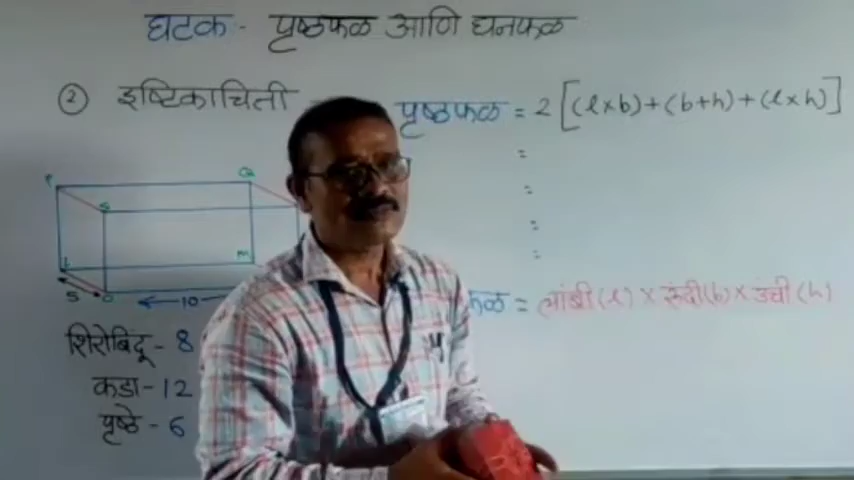 घटक :- पृष्ठफळ आणि घनफळ
② इष्टिकाचिती
पृष्ठफळ = 2 [(l×b)+(b+h)+(l×h)]
=
=
=
=
फळ = लांबी (l) × रुंदी (b) × उंची (h)
P
Q
S
L
M
5
O
10
शिरोबिंदू - 8
कडा - 12
पृष्ठे - 6